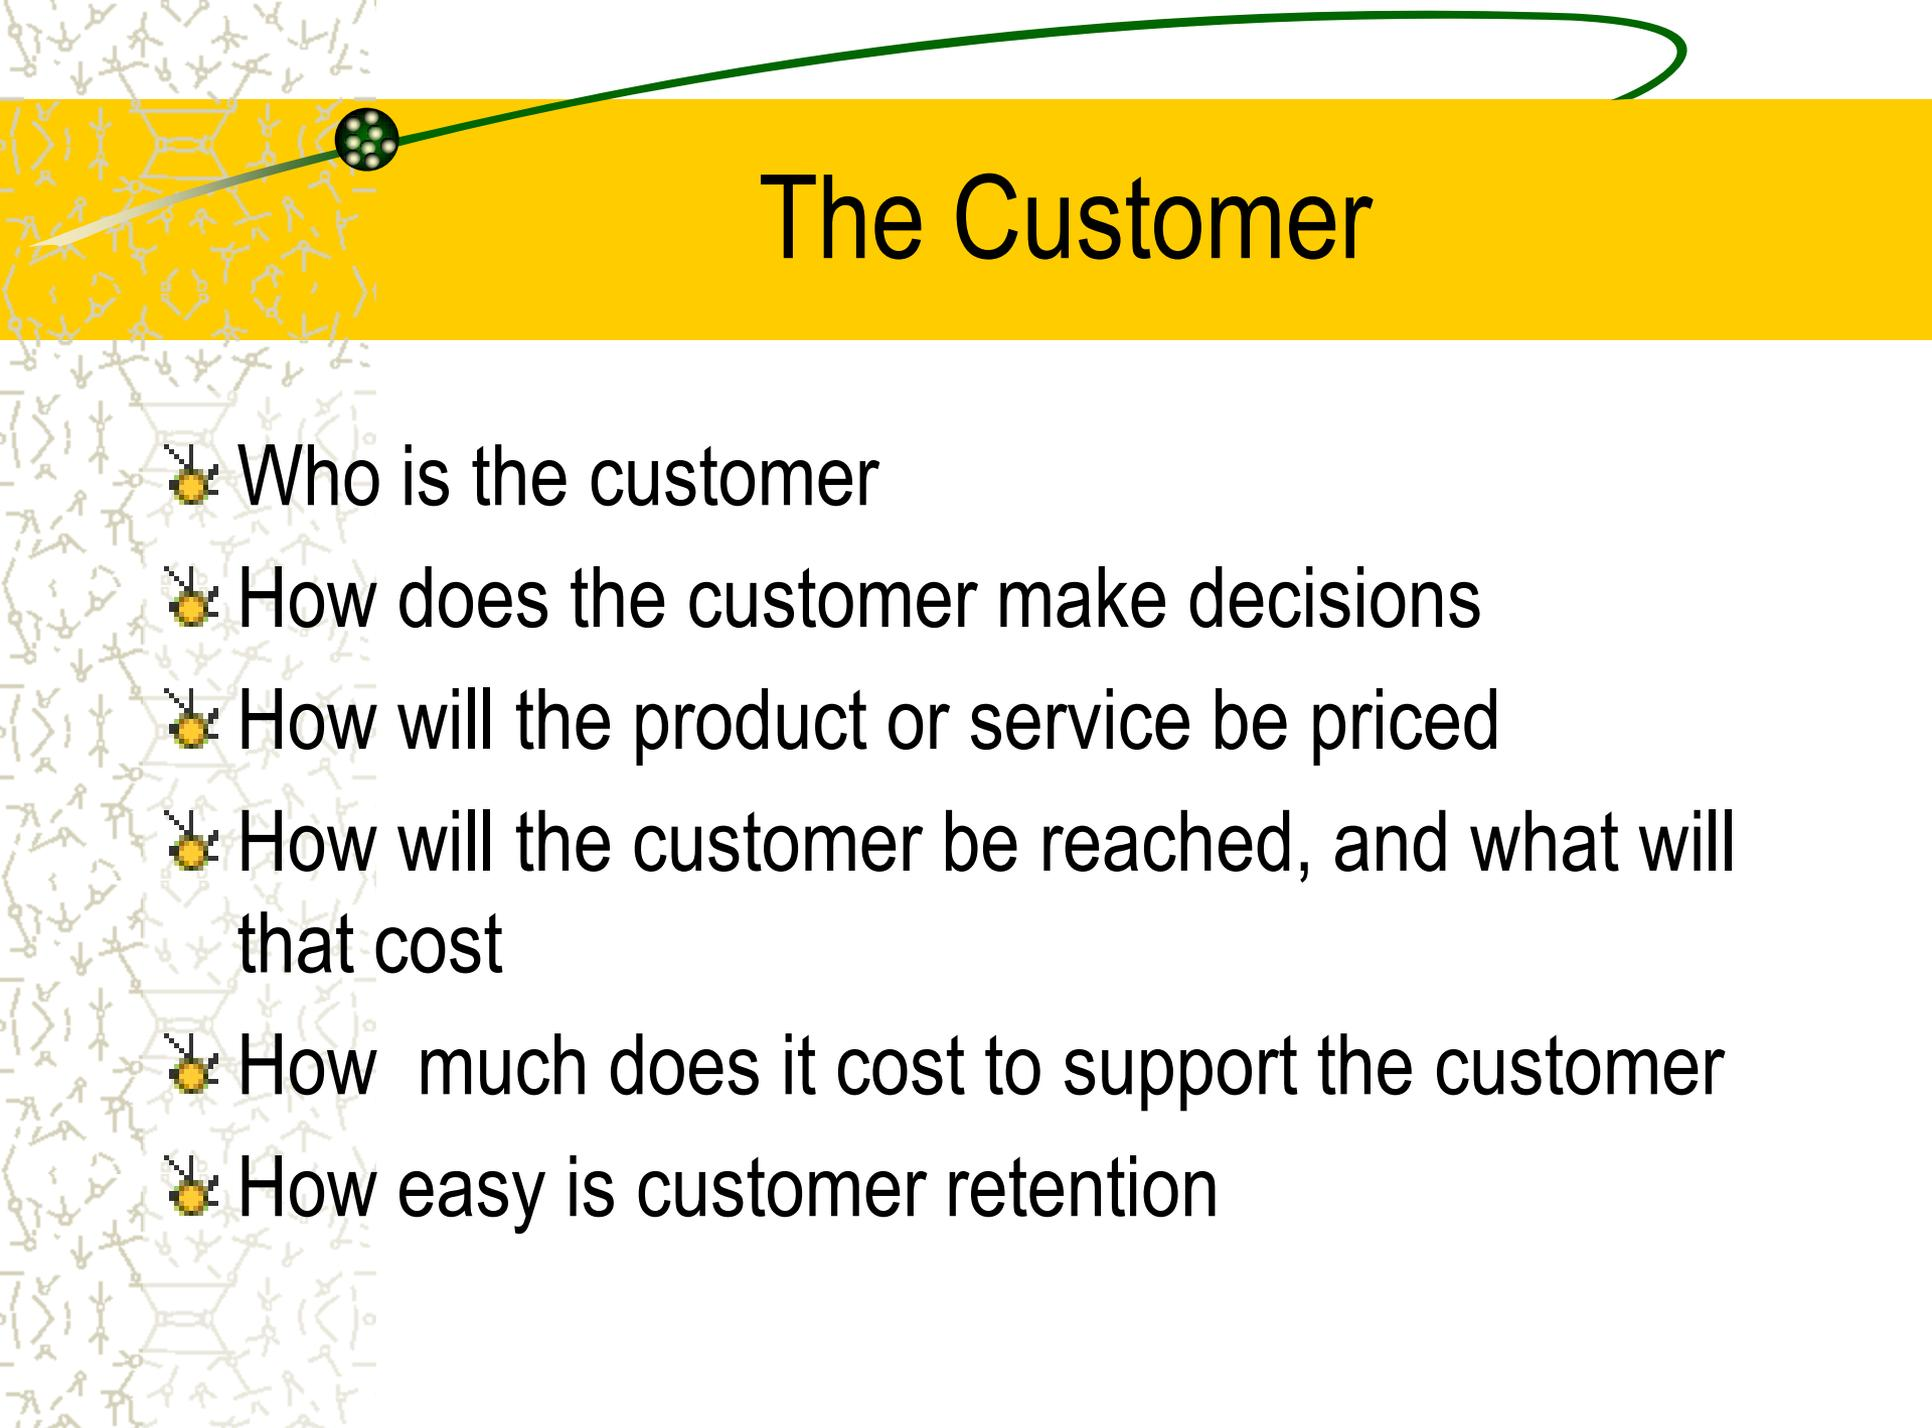 The Customer
Who is the customer
How does the customer make decisions
How will the product or service be priced
How will the customer be reached, and what will
that cost
How  much does it cost to support the customer
How easy is customer retention